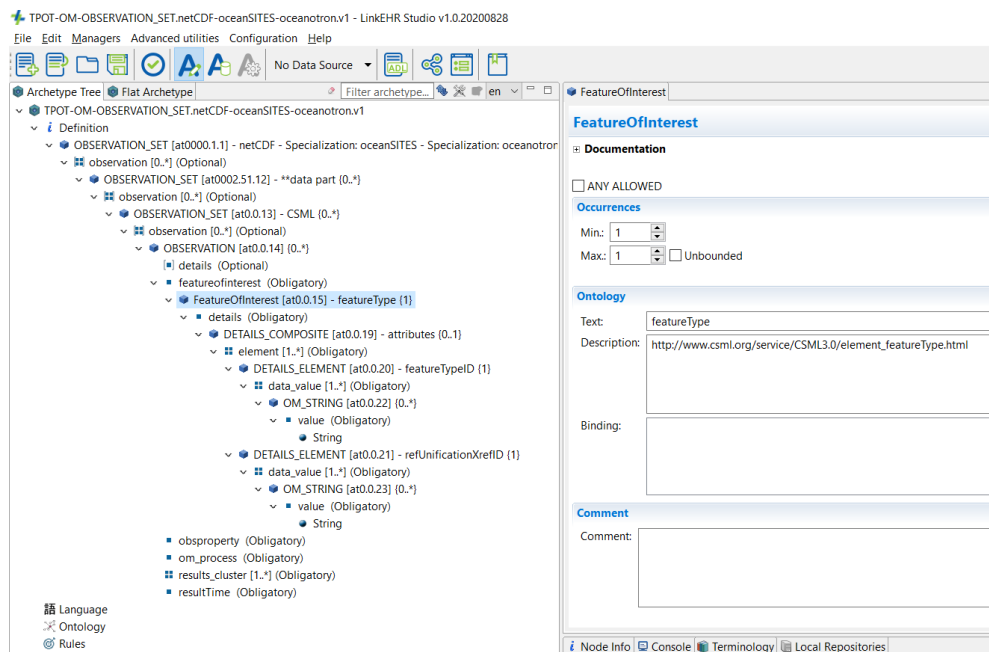 TPOT-OM-OBSERVATION_SET.netCDF-oceanSITES-oceanotron.v1 - LinkEHR Studio v1.0.20200828
File Edit Managers Advanced utilities Configuration Help
ADL No Data Source
Archetype Tree Flat Archetype Filter archetype... en
TPOT-OM-OBSERVATION_SET.netCDF-oceanSITES-oceanotron.v1
Definition
OBSERVATION_SET [at0000.1.1] - netCDF - Specialization: oceanSITES - Specialization: oceanotron
observation [0..*] (Optional)
OBSERVATION_SET [at0002.51.12] - **data part {0..*}
observation [0..*] (Optional)
OBSERVATION_SET [at0.0.13] - CSML {0..*}
observation [0..*] (Optional)
OBSERVATION [at0.0.14] {0..*}
details (Optional)
featureofinterest (Obligatory)
FeatureOfInterest [at0.0.15] - featureType {1}
details (Obligatory)
DETAILS_COMPOSITE [at0.0.19] - attributes {0..1}
element [1..*] (Obligatory)
DETAILS_ELEMENT [at0.0.20] - featureTypeID {1}
data_value [1..*] (Obligatory)
OM_STRING [at0.0.22] {0..*}
value (Obligatory)
String
DETAILS_ELEMENT [at0.0.21] - refUnificationXrefID {1}
data_value [1..*] (Obligatory)
OM_STRING [at0.0.23] {0..*}
value (Obligatory)
String
obsproperty (Obligatory)
om_process (Obligatory)
results_cluster [1..*] (Obligatory)
resultTime (Obligatory)
語 Language
Ontology
Rules
FeatureOfInterest
FeatureOfInterest
Documentation
ANY ALLOWED
Occurrences
Min.: 1
Max.: 1 Unbounded
Ontology
Text: featureType
Description: http://www.csml.org/service/CSML3.0/element_featureType.html
Binding:
Comment
Comment:
Node Info Console Terminology Local Repositories